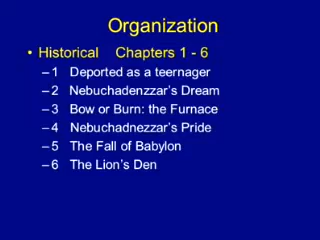 Organization
• Historical Chapters 1 - 6
– 1 Deported as a teernager
– 2 Nebuchadenzzar's Dream
– 3 Bow or Burn: the Furnace
– 4 Nebuchadnezzar's Pride
– 5 The Fall of Babylon
– 6 The Lion's Den